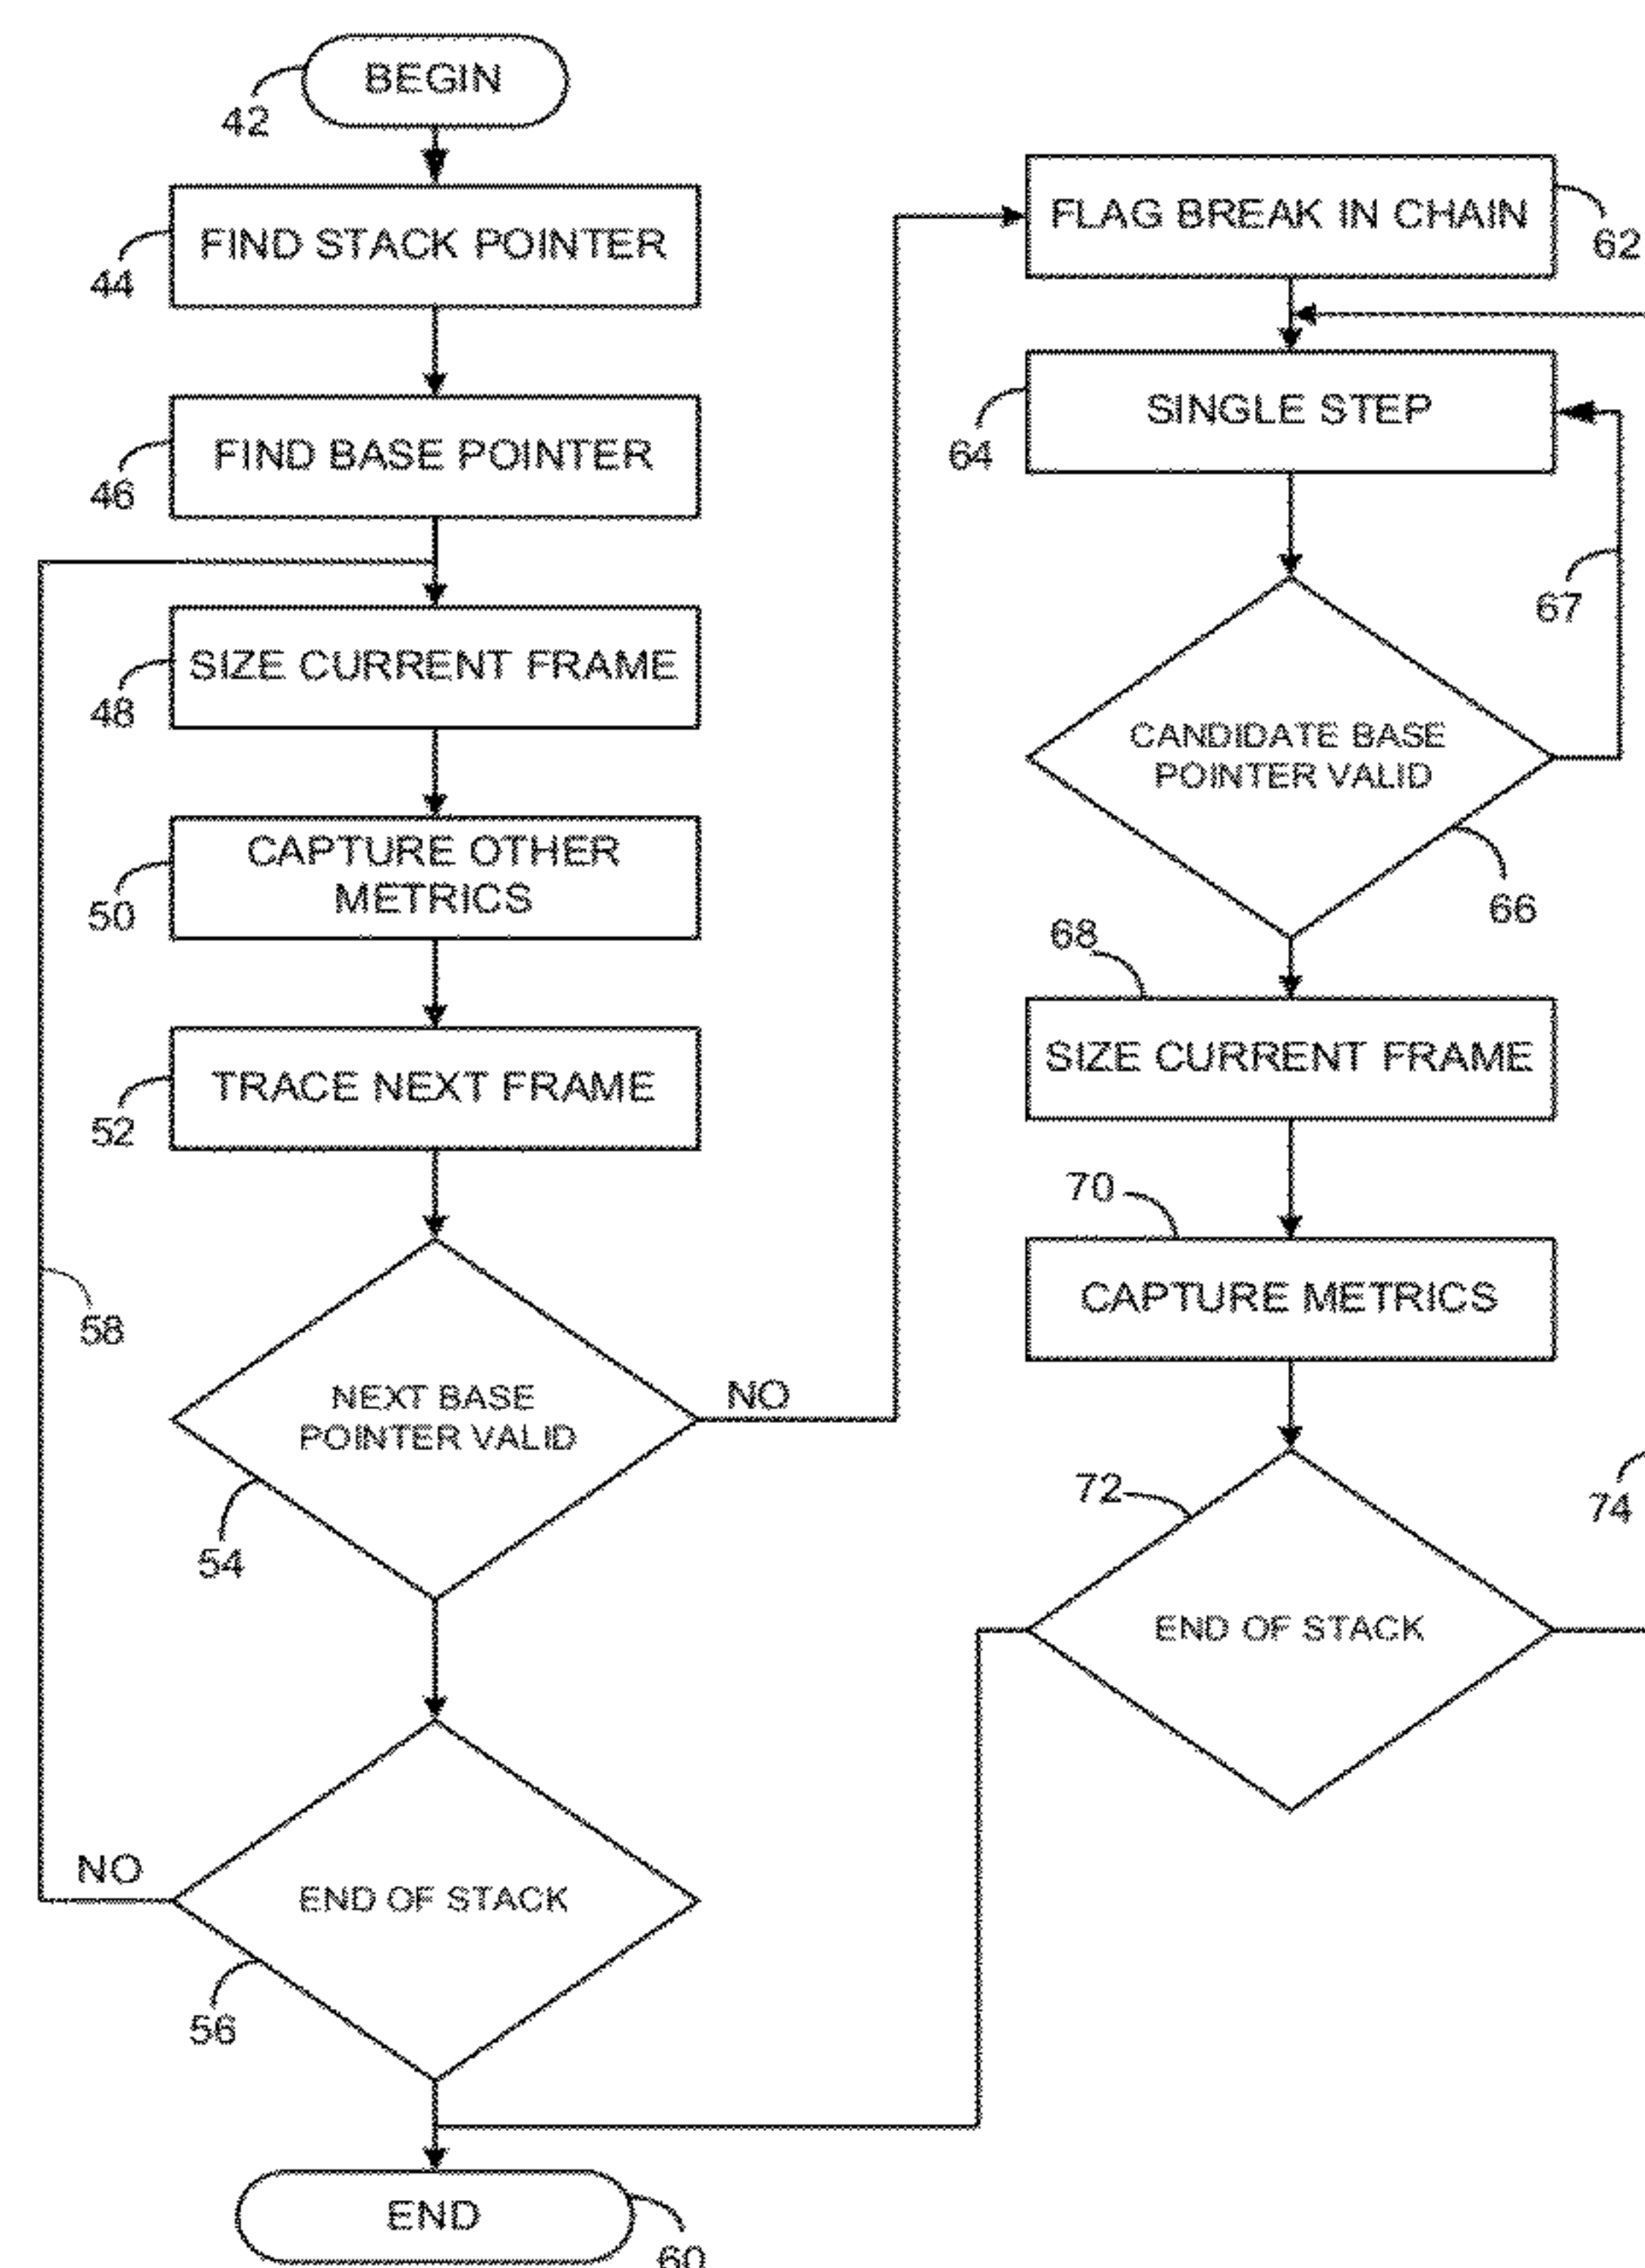 BEGIN
42
FIND STACK POINTER
44
FIND BASE POINTER
46
SIZE CURRENT FRAME
48
CAPTURE OTHER
METRICS
50
TRACE NEXT FRAME
52
58
NEXT BASE
POINTER VALID
NO
54
NO
END OF STACK
56
END
60
FLAG BREAK IN CHAIN
62
SINGLE STEP
64
67
CANDIDATE BASE
POINTER VALID
66
68
SIZE CURRENT FRAME
70
CAPTURE METRICS
72
74
END OF STACK